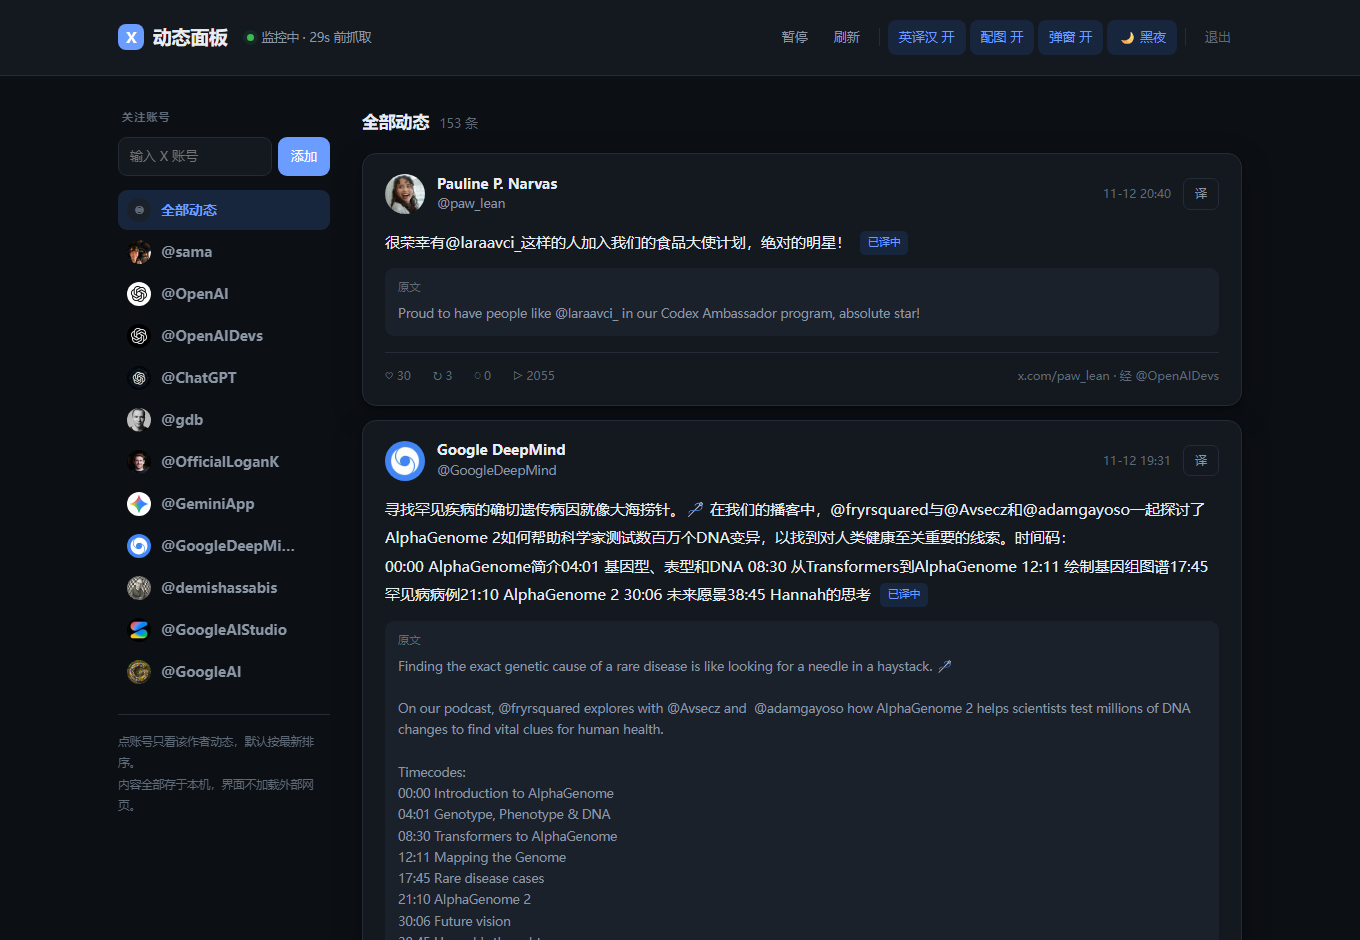 X 动态面板 监控中 · 29s 前抓取 暂停 刷新 英译汉 开 配图 开 弹窗 开 🌙 黑夜 退出
关注账号
输入 X 账号 添加
全部动态
@sama
@OpenAI
@OpenAIDevs
@ChatGPT
@gdb
@OfficialLoganK
@GeminiApp
@GoogleDeepMi...
@demishassabis
@GoogleAIStudio
@GoogleAI
点账号只看该作者动态，默认按最新排
序。
内容全部存于本机，界面不加载外部网
页。
全部动态 153 条
Pauline P. Narvas
@paw_lean
11-12 20:40 译
很荣幸有@laraavci_这样的人加入我们的食品大使计划，绝对的明星！ 已译中
原文
Proud to have people like @laraavci_ in our Codex Ambassador program, absolute star!
♡ 30 ↻ 3 ○ 0 ▷ 2055 x.com/paw_lean · 经 @OpenAIDevs
Google DeepMind
@GoogleDeepMind
11-12 19:31 译
寻找罕见疾病的确切遗传病因就像大海捞针。🪡 在我们的播客中，@fryrsquared与@Avsecz和@adamgayoso一起探讨了
AlphaGenome 2如何帮助科学家测试数百万个DNA变异，以找到对人类健康至关重要的线索。时间码：
00:00 AlphaGenome简介04:01 基因型、表型和DNA 08:30 从Transformers到AlphaGenome 12:11 绘制基因组图谱17:45
罕见病病例21:10 AlphaGenome 2 30:06 未来愿景38:45 Hannah的思考 已译中
原文
Finding the exact genetic cause of a rare disease is like looking for a needle in a haystack. 🪡
On our podcast, @fryrsquared explores with @Avsecz and  @adamgayoso how AlphaGenome 2 helps scientists test millions of DNA
changes to find vital clues for human health.
Timecodes:
00:00 Introduction to AlphaGenome
04:01 Genotype, Phenotype & DNA
08:30 Transformers to AlphaGenome
12:11 Mapping the Genome
17:45 Rare disease cases
21:10 AlphaGenome 2
30:06 Future vision